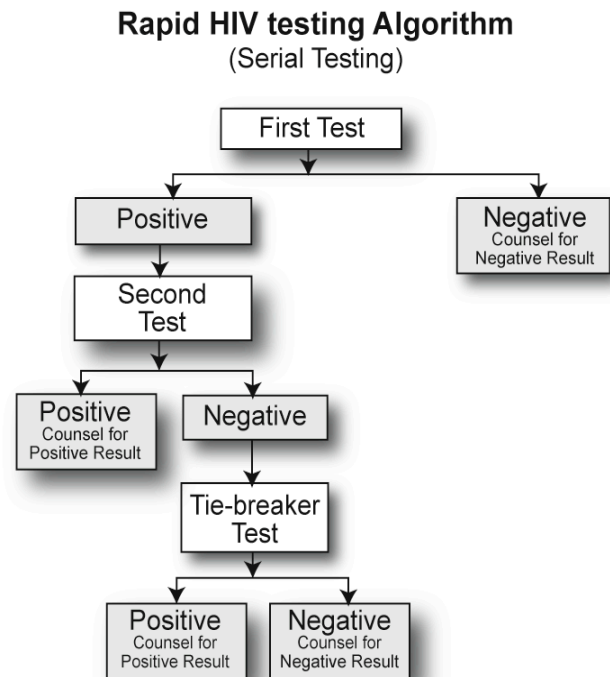 Rapid HIV testing Algorithm
(Serial Testing)
First Test
Positive
Negative
Counsel for
Negative Result
Second
Test
Positive
Counsel for
Positive Result
Negative
Tie-breaker
Test
Positive
Counsel for
Positive Result
Negative
Counsel for
Negative Result